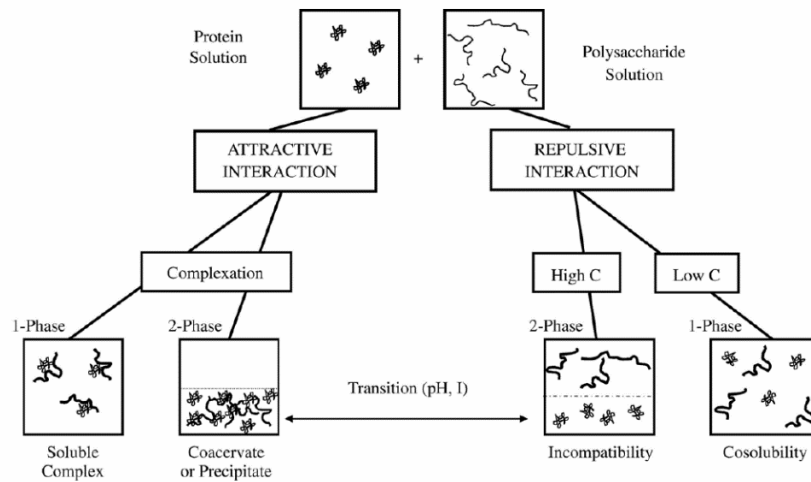 Protein
Solution
+
Polysaccharide
Solution
ATTRACTIVE
INTERACTION
REPULSIVE
INTERACTION
Complexation
High C
Low C
1-Phase
2-Phase
2-Phase
1-Phase
Transition (pH, I)
Soluble
Complex
Coacervate
or Precipitate
Incompatibility
Cosolubility